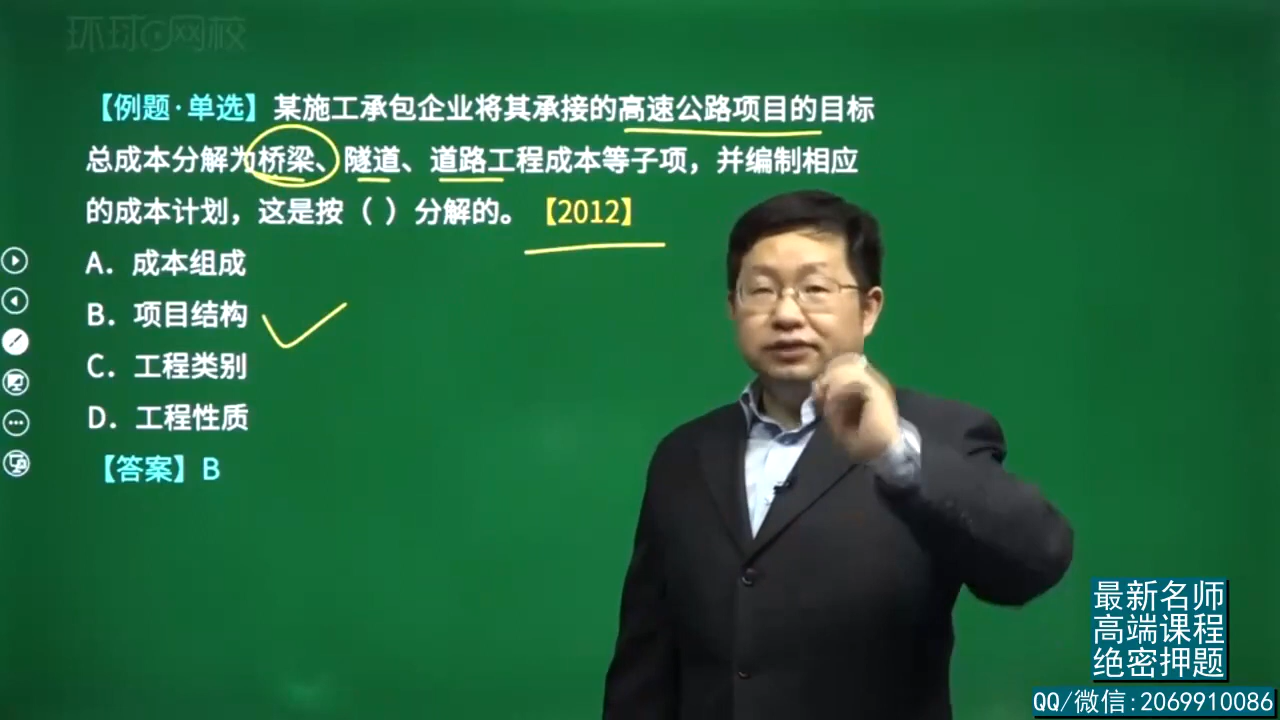 环球网校
【例题·单选】某施工承包企业将其承接的高速公路项目的目标
总成本分解为桥梁、隧道、道路工程成本等子项，并编制相应
的成本计划，这是按（ ）分解的。【2012】
A．成本组成
B．项目结构
C．工程类别
D．工程性质
【答案】B
最新名师
高端课程
绝密押题
QQ/微信:2069910086